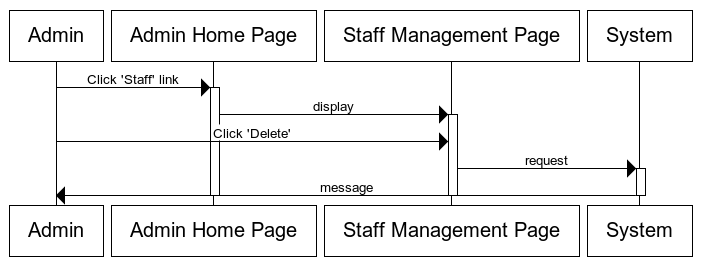 Admin
Admin Home Page
Staff Management Page
System
Click 'Staff' link
display
Click 'Delete'
request
message
Admin
Admin Home Page
Staff Management Page
System